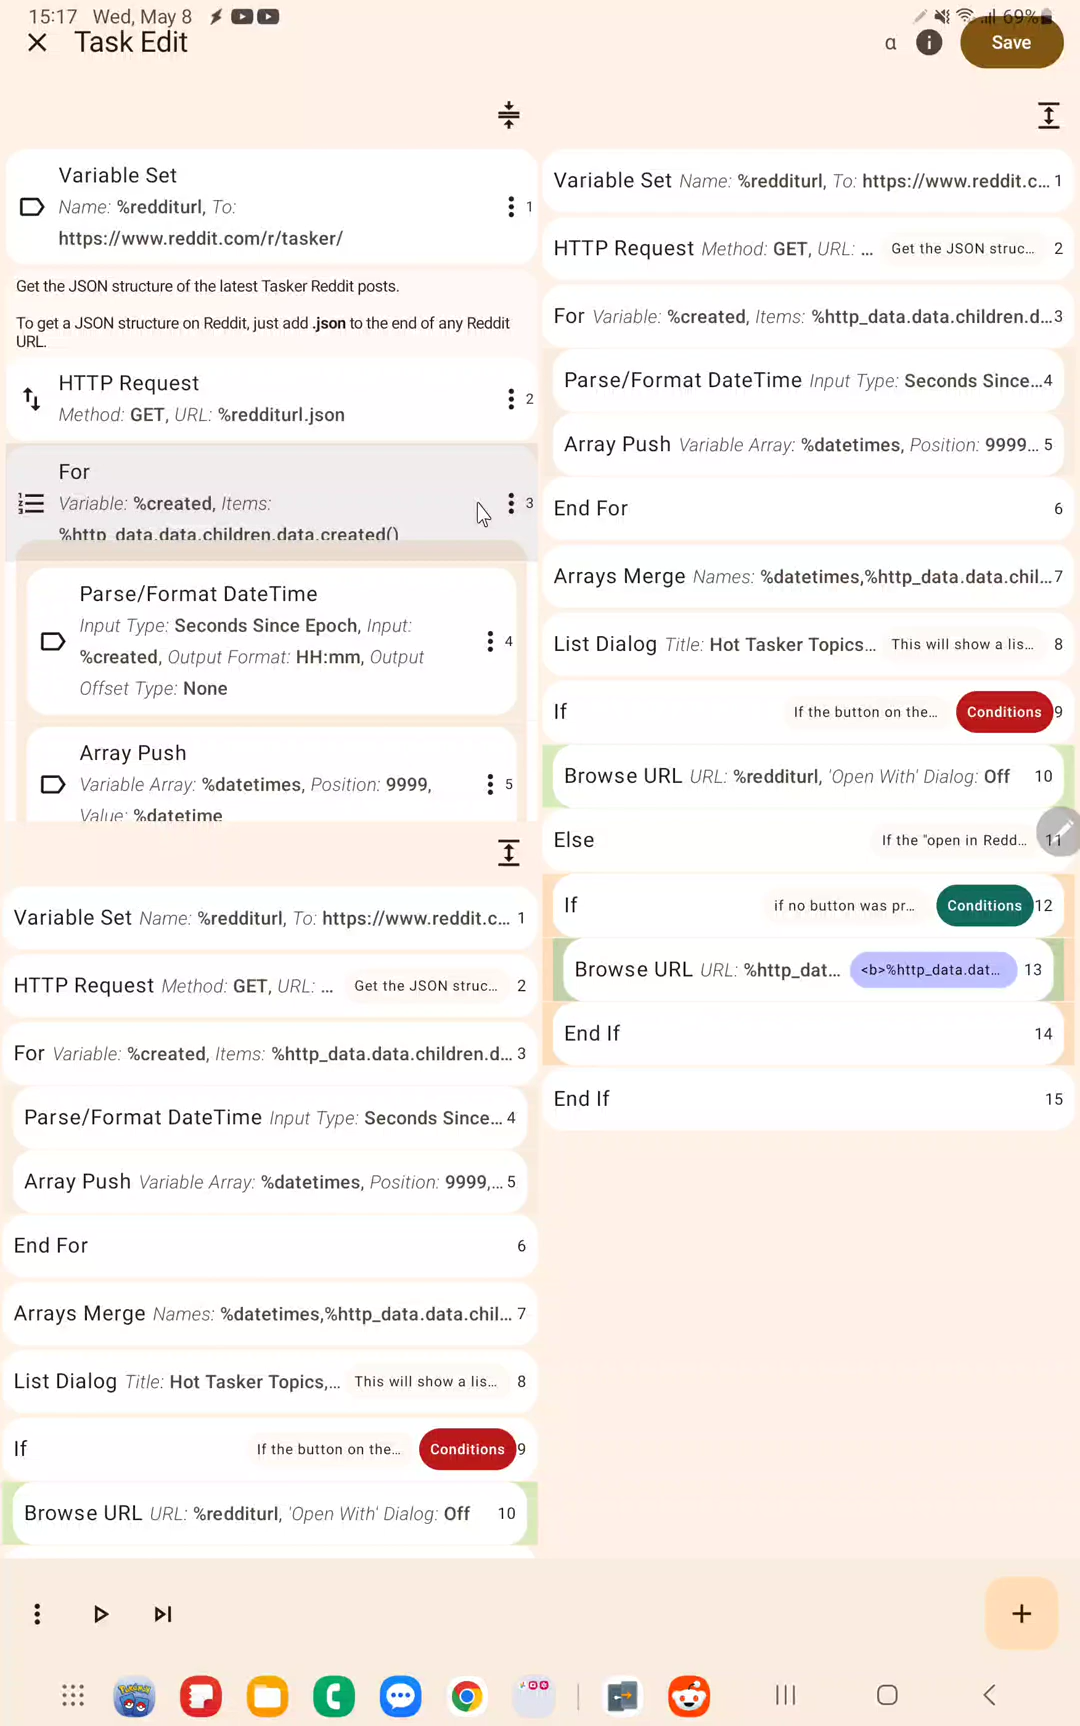 15:17 Wed, May 8
69%
Task Edit
α
i
Save
Variable Set
Name: %redditurl, To:
https://www.reddit.com/r/tasker/
1
Get the JSON structure of the latest Tasker Reddit posts.
To get a JSON structure on Reddit, just add .json to the end of any Reddit
URL.
HTTP Request
Method: GET, URL: %redditurl.json
2
For
Variable: %created, Items:
%http_data.data.children.data.created()
3
Parse/Format DateTime
Input Type: Seconds Since Epoch, Input:
%created, Output Format: HH:mm, Output
Offset Type: None
4
Array Push
Variable Array: %datetimes, Position: 9999,
Value: %datetime
5
Variable Set Name: %redditurl, To: https://www.reddit.c... 1
HTTP Request Method: GET, URL: ... Get the JSON struc... 2
For Variable: %created, Items: %http_data.data.children.d... 3
Parse/Format DateTime Input Type: Seconds Since... 4
Array Push Variable Array: %datetimes, Position: 9999,... 5
End For 6
Arrays Merge Names: %datetimes,%http_data.data.chil... 7
List Dialog Title: Hot Tasker Topics,... This will show a lis... 8
If If the button on the... Conditions 9
Browse URL URL: %redditurl, 'Open With' Dialog: Off 10
Variable Set Name: %redditurl, To: https://www.reddit.c... 1
HTTP Request Method: GET, URL: ... Get the JSON struc... 2
For Variable: %created, Items: %http_data.data.children.d... 3
Parse/Format DateTime Input Type: Seconds Since... 4
Array Push Variable Array: %datetimes, Position: 9999... 5
End For 6
Arrays Merge Names: %datetimes,%http_data.data.chil... 7
List Dialog Title: Hot Tasker Topics... This will show a lis... 8
If If the button on the... Conditions 9
Browse URL URL: %redditurl, 'Open With' Dialog: Off 10
Else If the "open in Redd... 11
If if no button was pr... Conditions 12
Browse URL URL: %http_dat... <b>%http_data.dat... 13
End If 14
End If 15